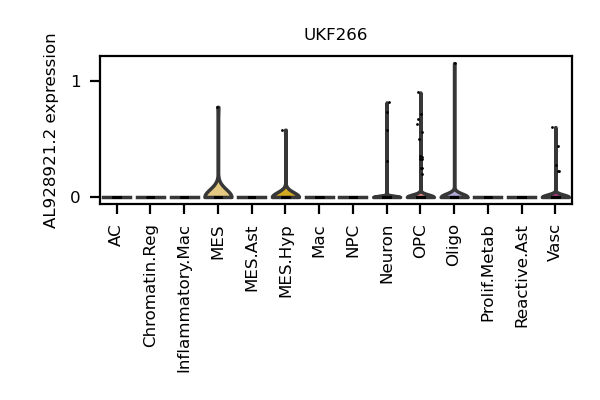 UKF266
AL928921.2 expression
1
0
AC
Chromatin.Reg
Inflammatory.Mac
MES
MES.Ast
MES.Hyp
Mac
NPC
Neuron
OPC
Oligo
Prolif.Metab
Reactive.Ast
Vasc